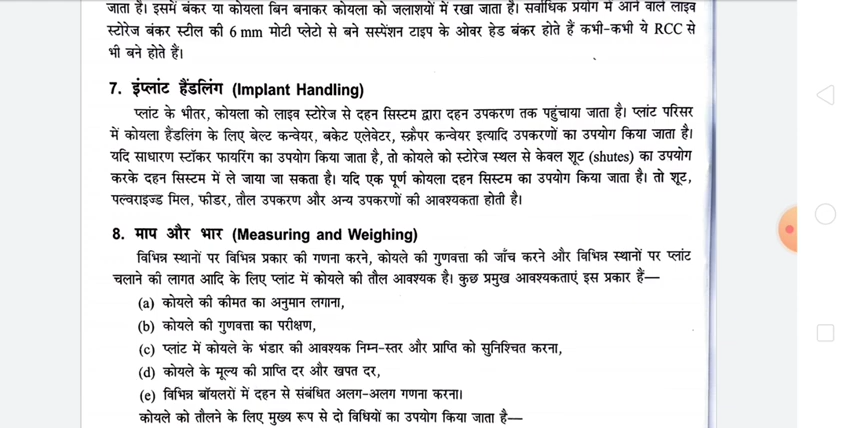 जाता है। इसमें बंकर या कोयला बिन बनाकर कोयला को जलाशयों में रखा जाता है। सर्वाधिक प्रयोग में आने वाले लाइव
स्टोरेज बंकर स्टील की 6 mm मोटी प्लेटो से बने सस्पेंशन टाइप के ओवर हेड बंकर होते हैं कभी-कभी ये RCC से
भी बने होते हैं।
7. इंप्लांट हैंडलिंग (Implant Handling)
प्लांट के भीतर, कोयला को लाइव स्टोरेज से दहन सिस्टम द्वारा दहन उपकरण तक पहुंचाया जाता है। प्लांट परिसर
में कोयला हैंडलिंग के लिए बेल्ट कन्वेयर, बकेट एलेवेटर, स्क्रैपर कन्वेयर इत्यादि उपकरणों का उपयोग किया जाता है।
यदि साधारण स्टॉकर फायरिंग का उपयोग किया जाता है, तो कोयले को स्टोरेज स्थल से केवल शूट (shutes) का उपयोग
करके दहन सिस्टम में ले जाया जा सकता है। यदि एक पूर्ण कोयला दहन सिस्टम का उपयोग किया जाता है। तो शूट,
पल्वराइज्ड मिल, फीडर, तौल उपकरण और अन्य उपकरणों की आवश्यकता होती है।
8. माप और भार (Measuring and Weighing)
विभिन्न स्थानों पर विभिन्न प्रकार की गणना करने, कोयले की गुणवत्ता की जाँच करने और विभिन्न स्थानों पर प्लांट
चलाने की लागत आदि के लिए प्लांट में कोयले की तौल आवश्यक है। कुछ प्रमुख आवश्यकताएं इस प्रकार हैं—
(a) कोयले की कीमत का अनुमान लगाना,
(b) कोयले की गुणवत्ता का परीक्षण,
(c) प्लांट में कोयले के भंडार की आवश्यक निम्न-स्तर और प्राप्ति को सुनिश्चित करना,
(d) कोयले के मूल्य की प्राप्ति दर और खपत दर,
(e) विभिन्न बॉयलरों में दहन से संबंधित अलग-अलग गणना करना।
कोयले को तौलने के लिए मुख्य रूप से दो विधियों का उपयोग किया जाता है—